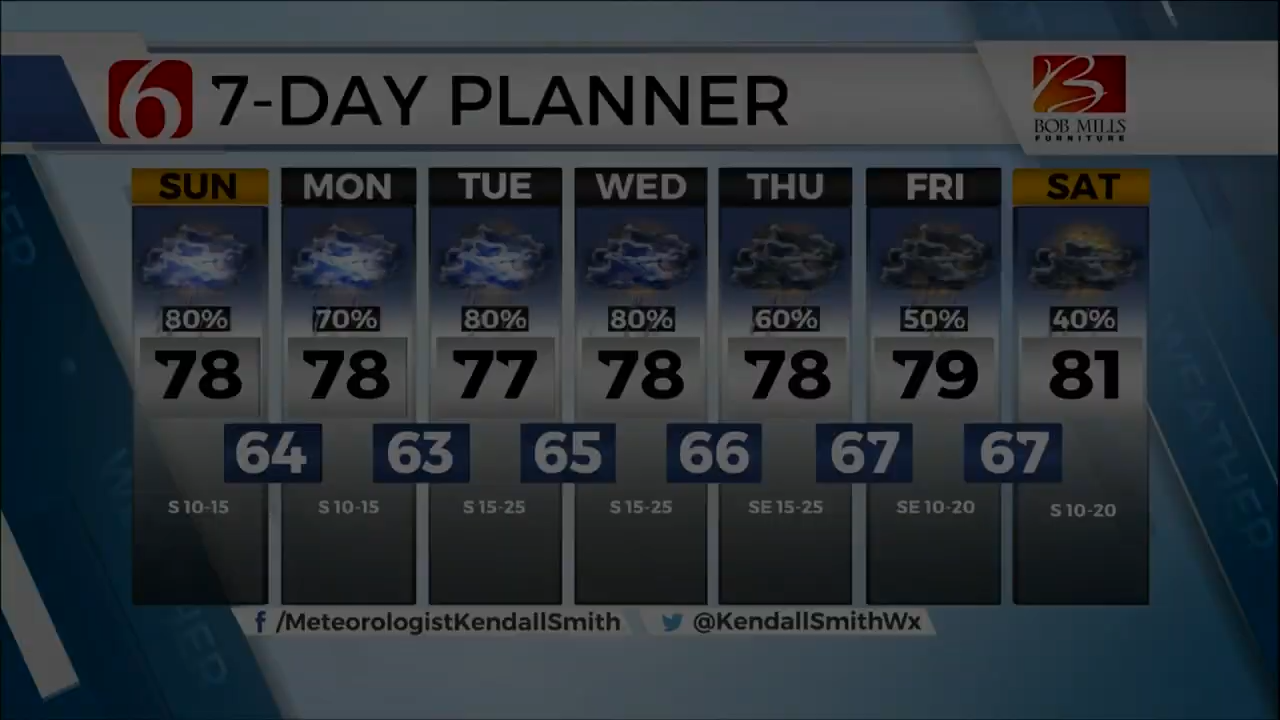 6 7-DAY PLANNER
B
BOB MILLS
FURNITURE
SUN MON TUE WED THU FRI SAT
80% 70% 80% 80% 60% 50% 40%
78 78 77 78 78 79 81
64 63 65 66 67 67
S 10-15 S 10-15 S 15-25 S 15-25 SE 15-25 SE 10-20 S 10-20
f /MeteorologistKendallSmith @KendallSmithWx
WEATHER